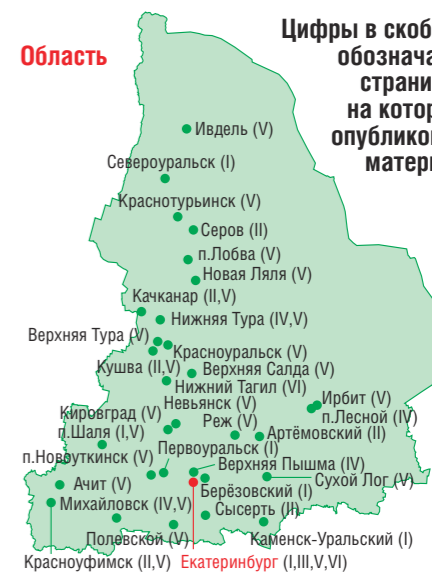 Область
Цифры в скоб
обознача
страни
на котор
опубликов
матери
Ивдель (V)
Североуральск (I)
Краснотурьинск (V)
Серов (II)
п.Лобва (V)
Новая Ляля (V)
Качканар (II,V)
Нижняя Тура (IV,V)
Верхняя Тура (V)
Красноуральск (V)
Кушва (II,V)
Верхняя Салда (V)
Нижний Тагил (VI)
Невьянск (V)
Ирбит (V)
Кировград (V)
Реж (V)
п.Лесной (IV)
п.Шаля (I,V)
Артёмовский (II)
Первоуральск (I)
п.Новоуткинск (V)
Верхняя Пышма (IV)
Ачит (V)
Сухой Лог (V)
Берёзовский (I)
Михайловск (IV,V)
Сысерть (II)
Полевской (V)
Каменск-Уральский (I)
Красноуфимск (II,V)
Екатеринбург (I,III,V,VI)